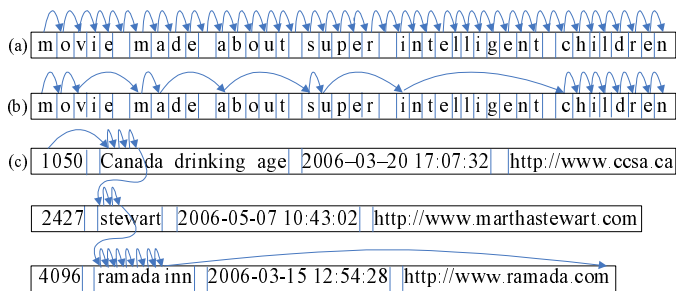 (a) movie made about super intelligent children
(b) movie made about super intelligent children
(c) 1050 Canada drinking age 2006–03–20 17:07:32 http://www.ccsa.ca
2427 stewart 2006-05-07 10:43:02 http://www.marthastewart.com
4096 ramada inn 2006-03-15 12:54:28 http://www.ramada.com